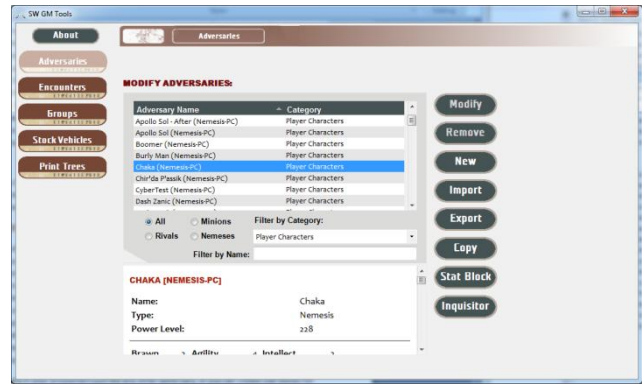 SW GM Tools
About
Adversaries
Adversaries
Encounters
Groups
Stock Vehicles
Print Trees
MODIFY ADVERSARIES:
Adversary Name Category
Apollo Sol - After (Nemesis-PC) Player Characters
Apollo Sol (Nemesis-PC) Player Characters
Boomer (Nemesis-PC) Player Characters
Burly Man (Nemesis-PC) Player Characters
Chaka (Nemesis-PC) Player Characters
Chir'da P'assik (Nemesis-PC) Player Characters
CyberTest (Nemesis-PC) Player Characters
Dash Zanic (Nemesis-PC) Player Characters
All Minions Filter by Category:
Rivals Nemeses Player Characters
Filter by Name:
CHAKA [NEMESIS-PC]
Name: Chaka
Type: Nemesis
Power Level: 228
Brawn Agility Intellect
Modify
Remove
New
Import
Export
Copy
Stat Block
Inquisitor